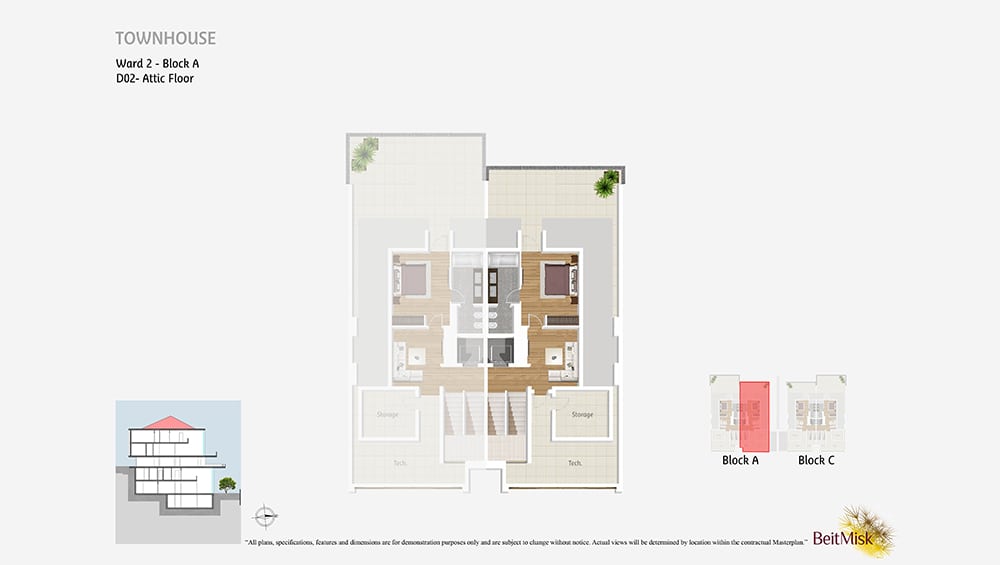 TOWNHOUSE
Ward 2 - Block A
D02- Attic Floor
Storage
Storage
Tech.
Tech.
Block A
Block C
"All plans, specifications, features and dimensions are for demonstration purposes only and are subject to change without notice. Actual views will be determined by location within the contractual Masterplan."
BeitMisk